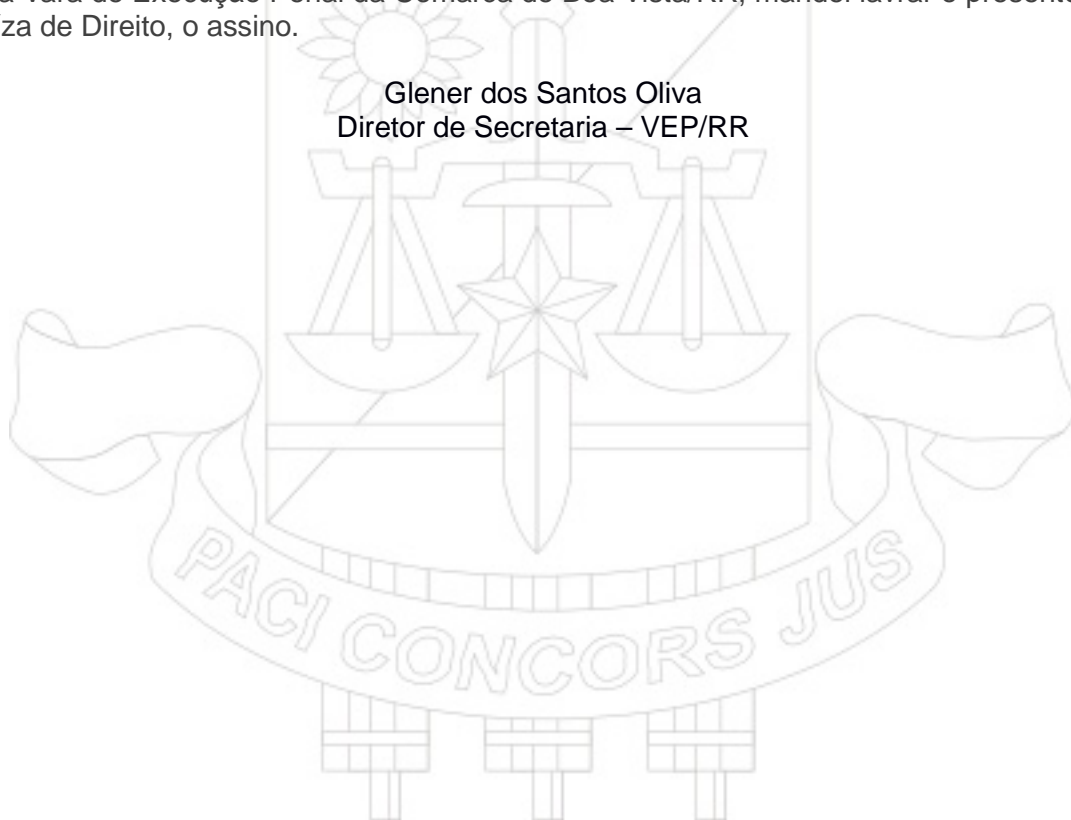 Vara de Execução Penal da Comarca de Boa Vista/RR, mandei lavrar o presente
de Direito, o assino.
Glener dos Santos Oliva
Diretor de Secretaria – VEP/RR
PACI CONCORS JUS